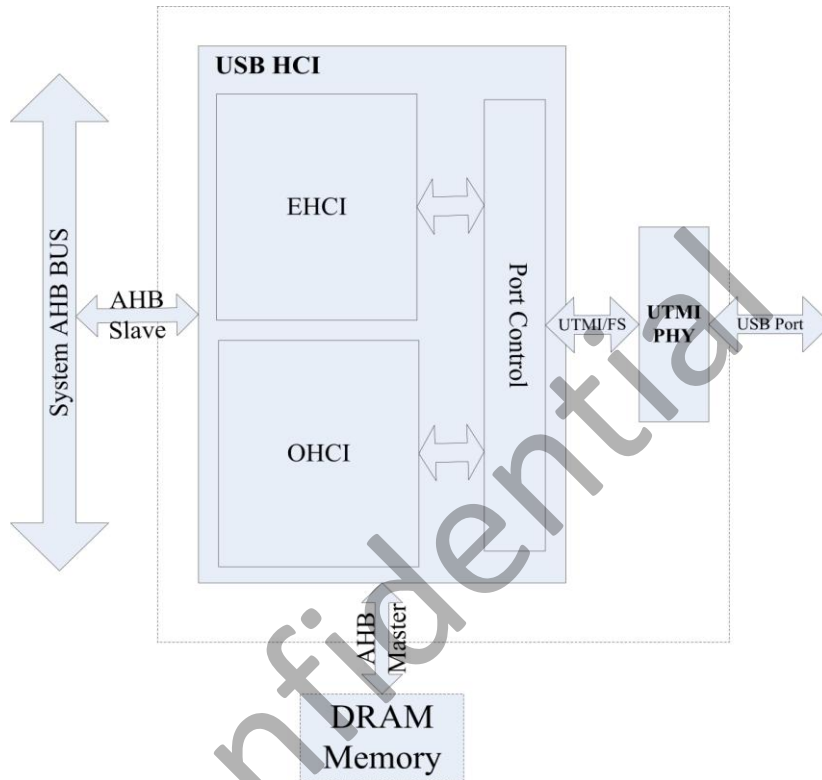 USB HCI
EHCI
System AHB BUS
AHB
Slave
Port Control
UTMI/FS
UTMI
PHY
USB Port
OHCI
AHB
Master
DRAM
Memory
nfidential